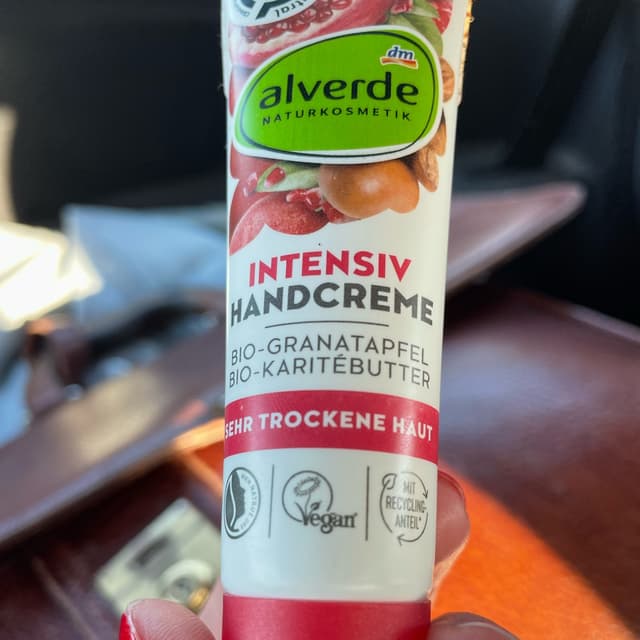 dm
alverde
NATURKOSMETIK
INTENSIV
HANDCREME
BIO-GRANATAPFEL
BIO-KARITÉBUTTER
SEHR TROCKENE HAUT
Vegan
MIT
RECYCLING-
ANTEIL*